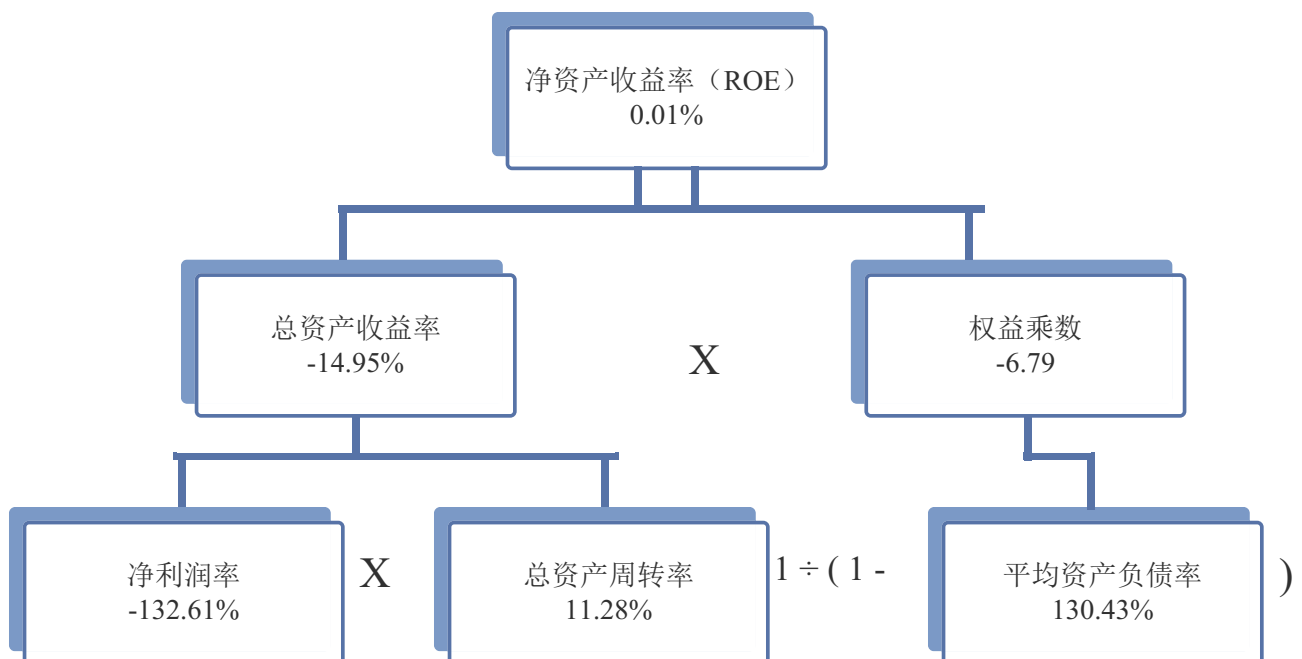 净资产收益率（ROE）
0.01%
总资产收益率
-14.95%
X
权益乘数
-6.79
净利润率
-132.61%
X
总资产周转率
11.28%
1 ÷ ( 1 -
平均资产负债率
130.43%
)